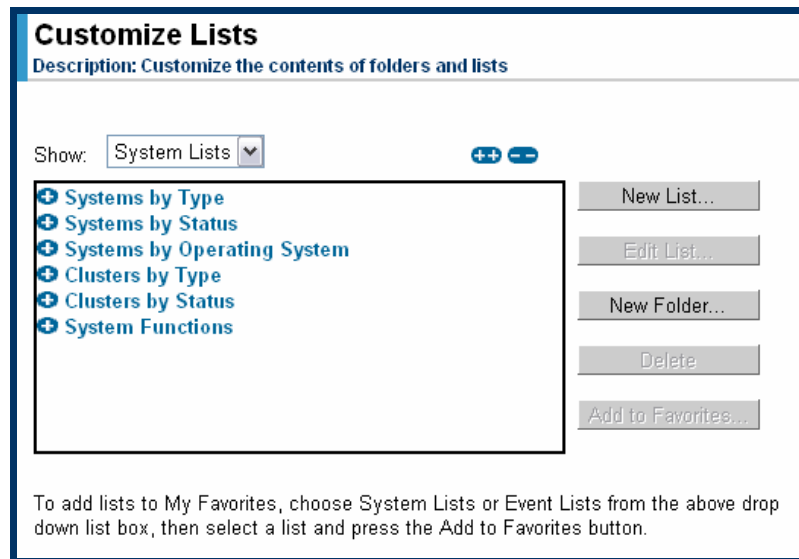 Customize Lists
Description: Customize the contents of folders and lists
Show: System Lists
Systems by Type
Systems by Status
Systems by Operating System
Clusters by Type
Clusters by Status
System Functions
New List...
Edit List...
New Folder...
Delete
Add to Favorites...
To add lists to My Favorites, choose System Lists or Event Lists from the above drop
down list box, then select a list and press the Add to Favorites button.